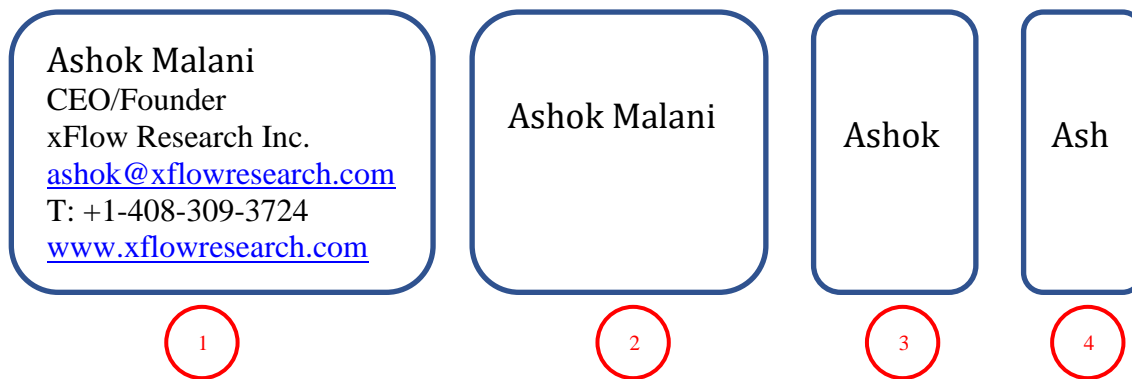 Ashok Malani
CEO/Founder
xFlow Research Inc.
ashok@xflowresearch.com
T: +1-408-309-3724
www.xflowresearch.com
Ashok Malani
Ashok
Ash
1
2
3
4